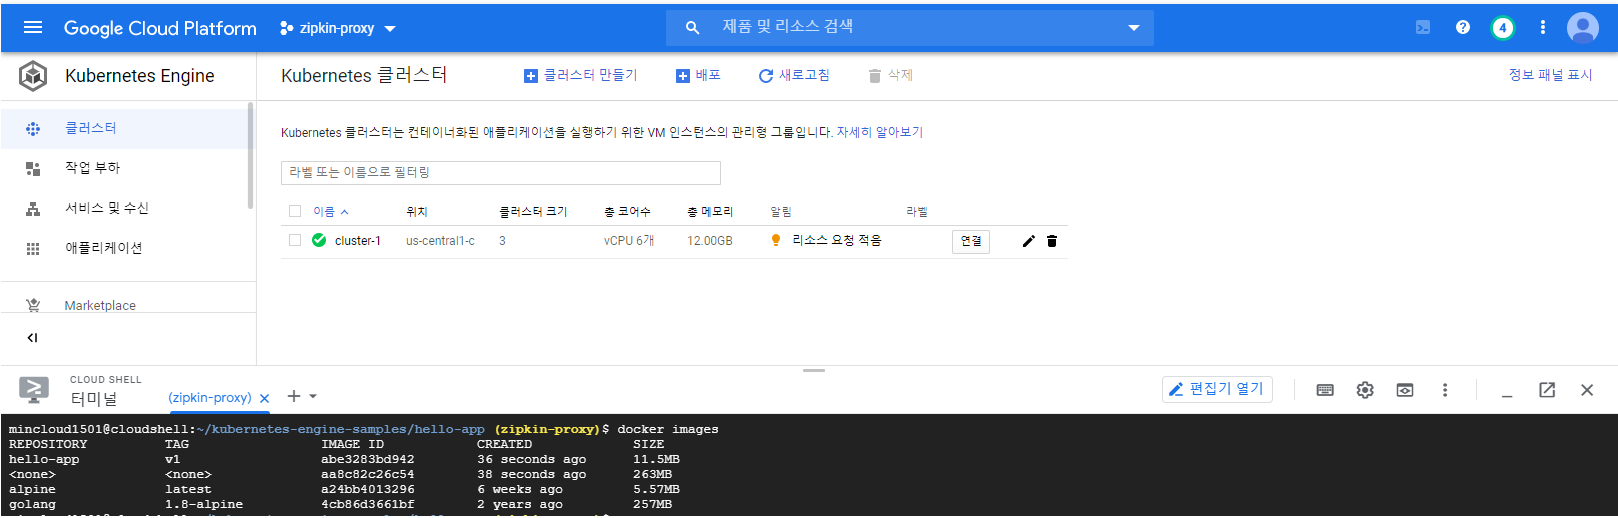 Google Cloud Platform zipkin-proxy 제품 및 리소스 검색 4
Kubernetes Engine
Kubernetes 클러스터 클러스터 만들기 배포 새로고침 삭제 정보 패널 표시
클러스터
작업 부하
서비스 및 수신
애플리케이션
Marketplace
Kubernetes 클러스터는 컨테이너화된 애플리케이션을 실행하기 위한 VM 인스턴스의 관리형 그룹입니다. 자세히 알아보기
라벨 또는 이름으로 필터링
이름 위치 클러스터 크기 총 코어수 총 메모리 알림 라벨
cluster-1 us-central1-c 3 vCPU 6개 12.00GB 리소스 요청 적음 연결
CLOUD SHELL
터미널 (zipkin-proxy) 편집기 열기
mincloud1501@cloudshell:~/kubernetes-engine-samples/hello-app (zipkin-proxy)$ docker images
REPOSITORY TAG IMAGE ID CREATED SIZE
hello-app v1 abe3283bd942 36 seconds ago 11.5MB
<none> <none> aa8c82c26c54 38 seconds ago 263MB
alpine latest a24bb4013296 6 weeks ago 5.57MB
golang 1.8-alpine 4cb86d3661bf 2 years ago 257MB